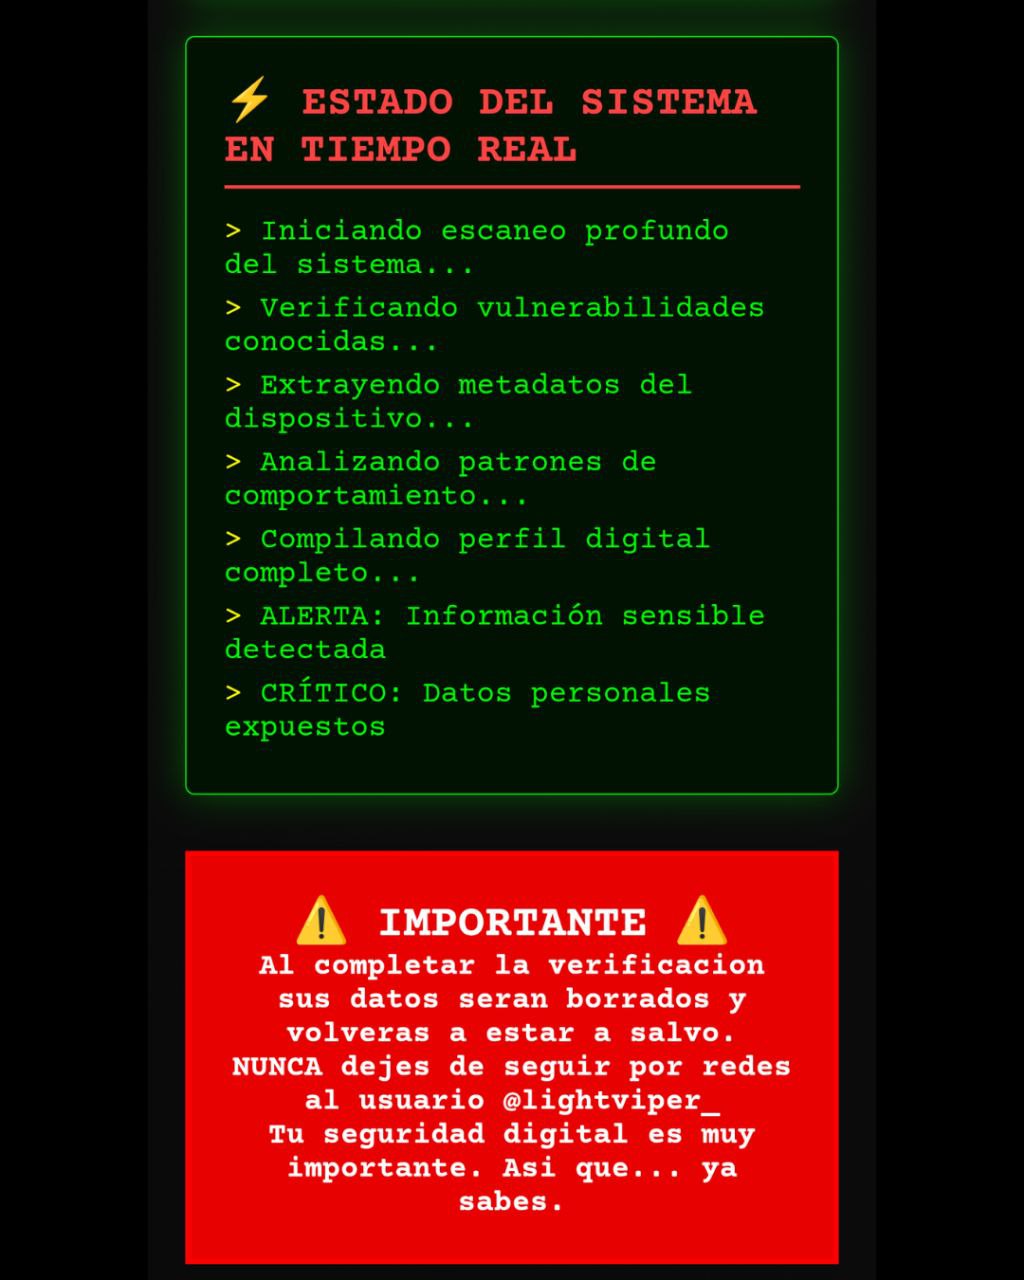 ⚡ ESTADO DEL SISTEMA
EN TIEMPO REAL
> Iniciando escaneo profundo
del sistema...
> Verificando vulnerabilidades
conocidas...
> Extrayendo metadatos del
dispositivo...
> Analizando patrones de
comportamiento...
> Compilando perfil digital
completo...
> ALERTA: Información sensible
detectada
> CRÍTICO: Datos personales
expuestos
⚠️ IMPORTANTE ⚠️
Al completar la verificacion
sus datos seran borrados y
volveras a estar a salvo.
NUNCA dejes de seguir por redes
al usuario @lightviper_
Tu seguridad digital es muy
importante. Asi que... ya
sabes.